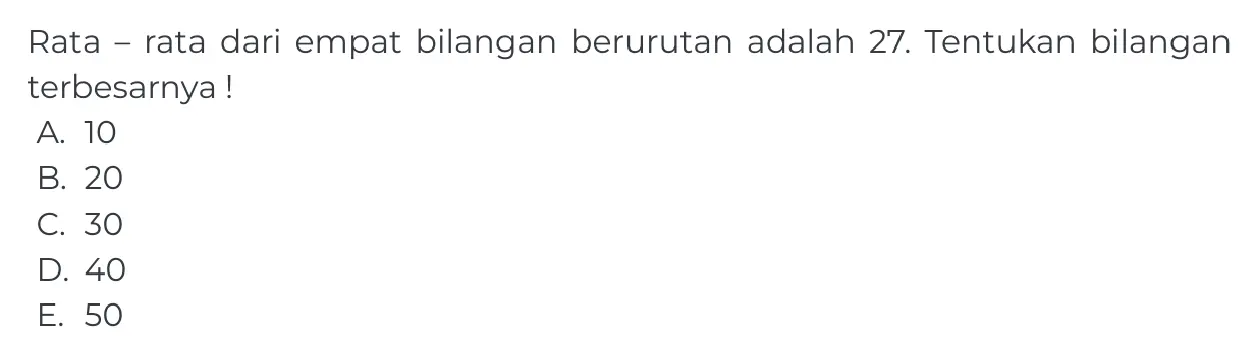 Rata – rata dari empat bilangan berurutan adalah 27. Tentukan bilangan
terbesarnya !
A. 10
B. 20
C. 30
D. 40
E. 50